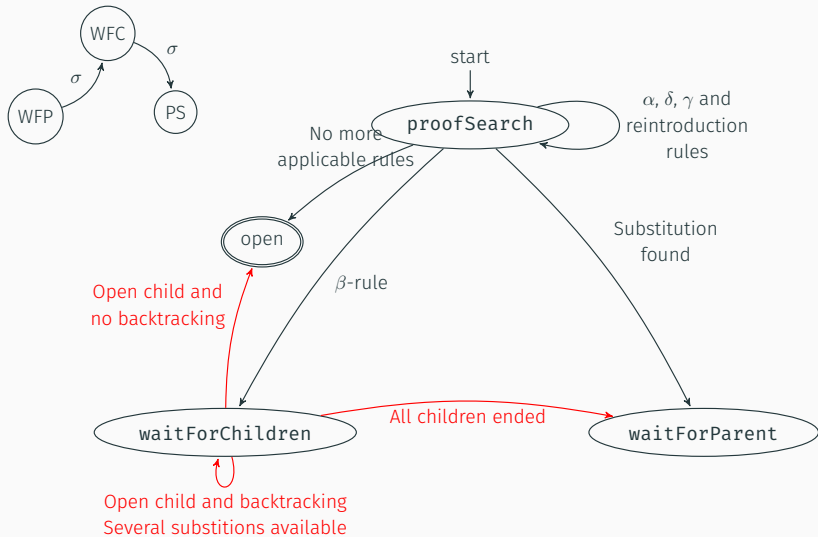 WFC
σ
σ
WFP
PS
start
proofSearch
α, δ, γ and
reintroduction
rules
No more
applicable rules
open
Substitution
found
Open child and
no backtracking
β-rule
waitForChildren
All children ended
waitForParent
Open child and backtracking
Several substitions available